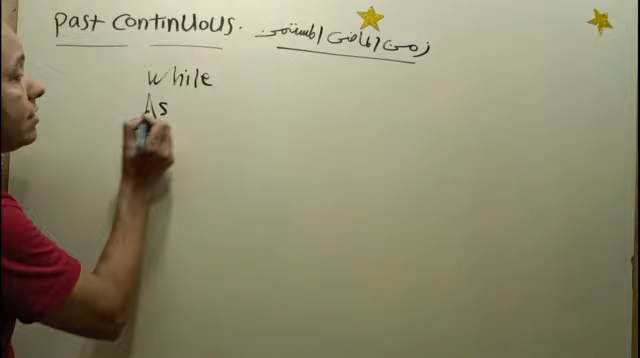 Past Continuous. زمن الماضي المستمر
While
As